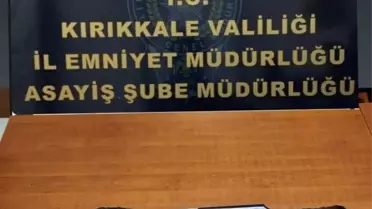 T.C.
KIRIKKALE VALİLİĞİ
İL EMNİYET MÜDÜRLÜĞÜ
ASAYİŞ ŞUBE MÜDÜRLÜĞÜ